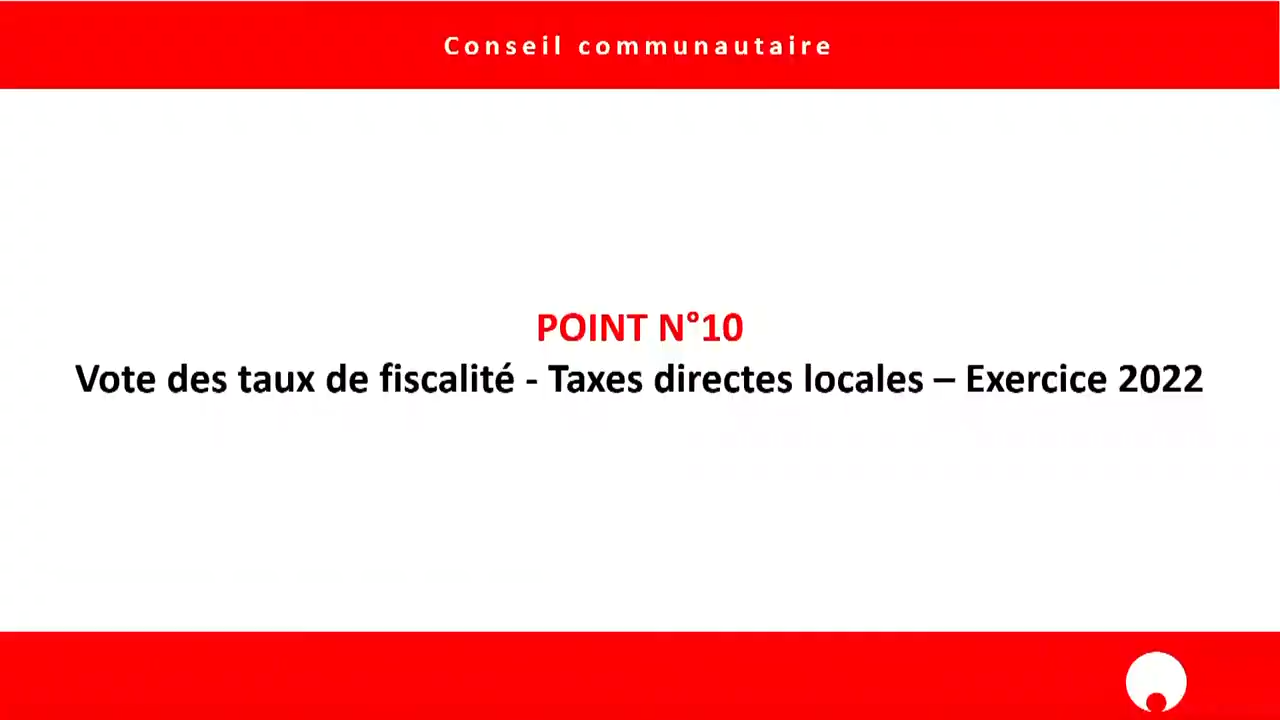 Conseil communautaire
POINT N°10
Vote des taux de fiscalité - Taxes directes locales – Exercice 2022